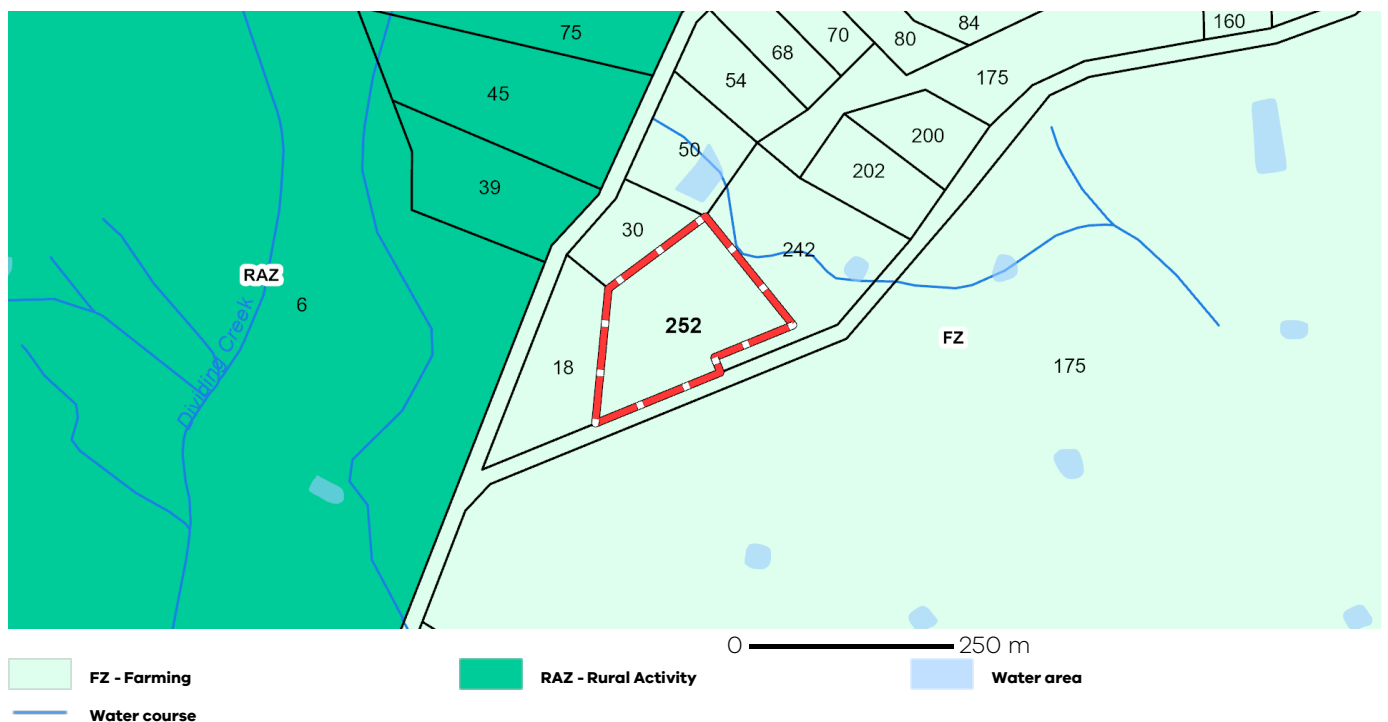 160
84
75
70
80
68
175
54
45
200
50
202
39
30
242
RAZ
6
252
FZ
18
175
Dividing Creek
0 250 m
FZ - Farming
RAZ - Rural Activity
Water area
Water course